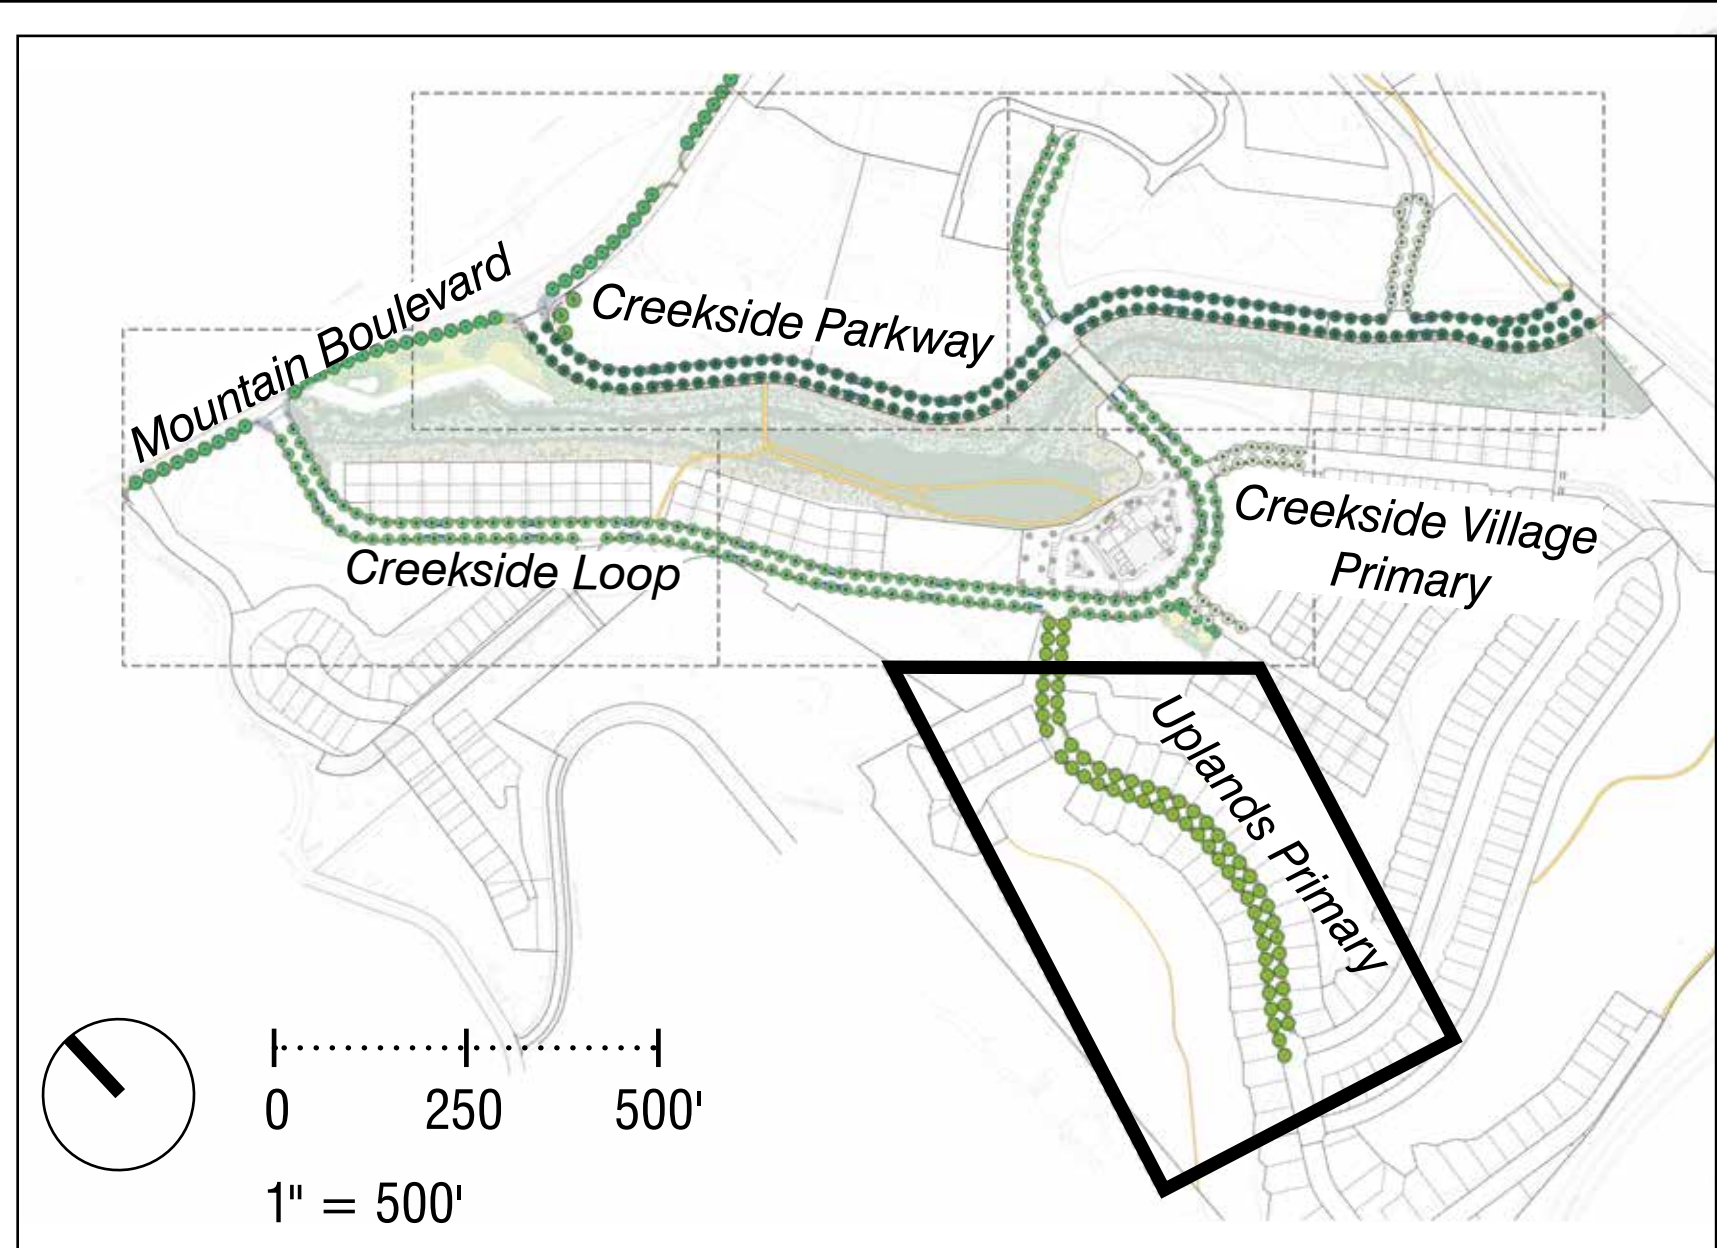 Mountain Boulevard
Creekside Parkway
Creekside Village
Primary
Creekside Loop
Uplands Primary
0 250 500'
1" = 500'